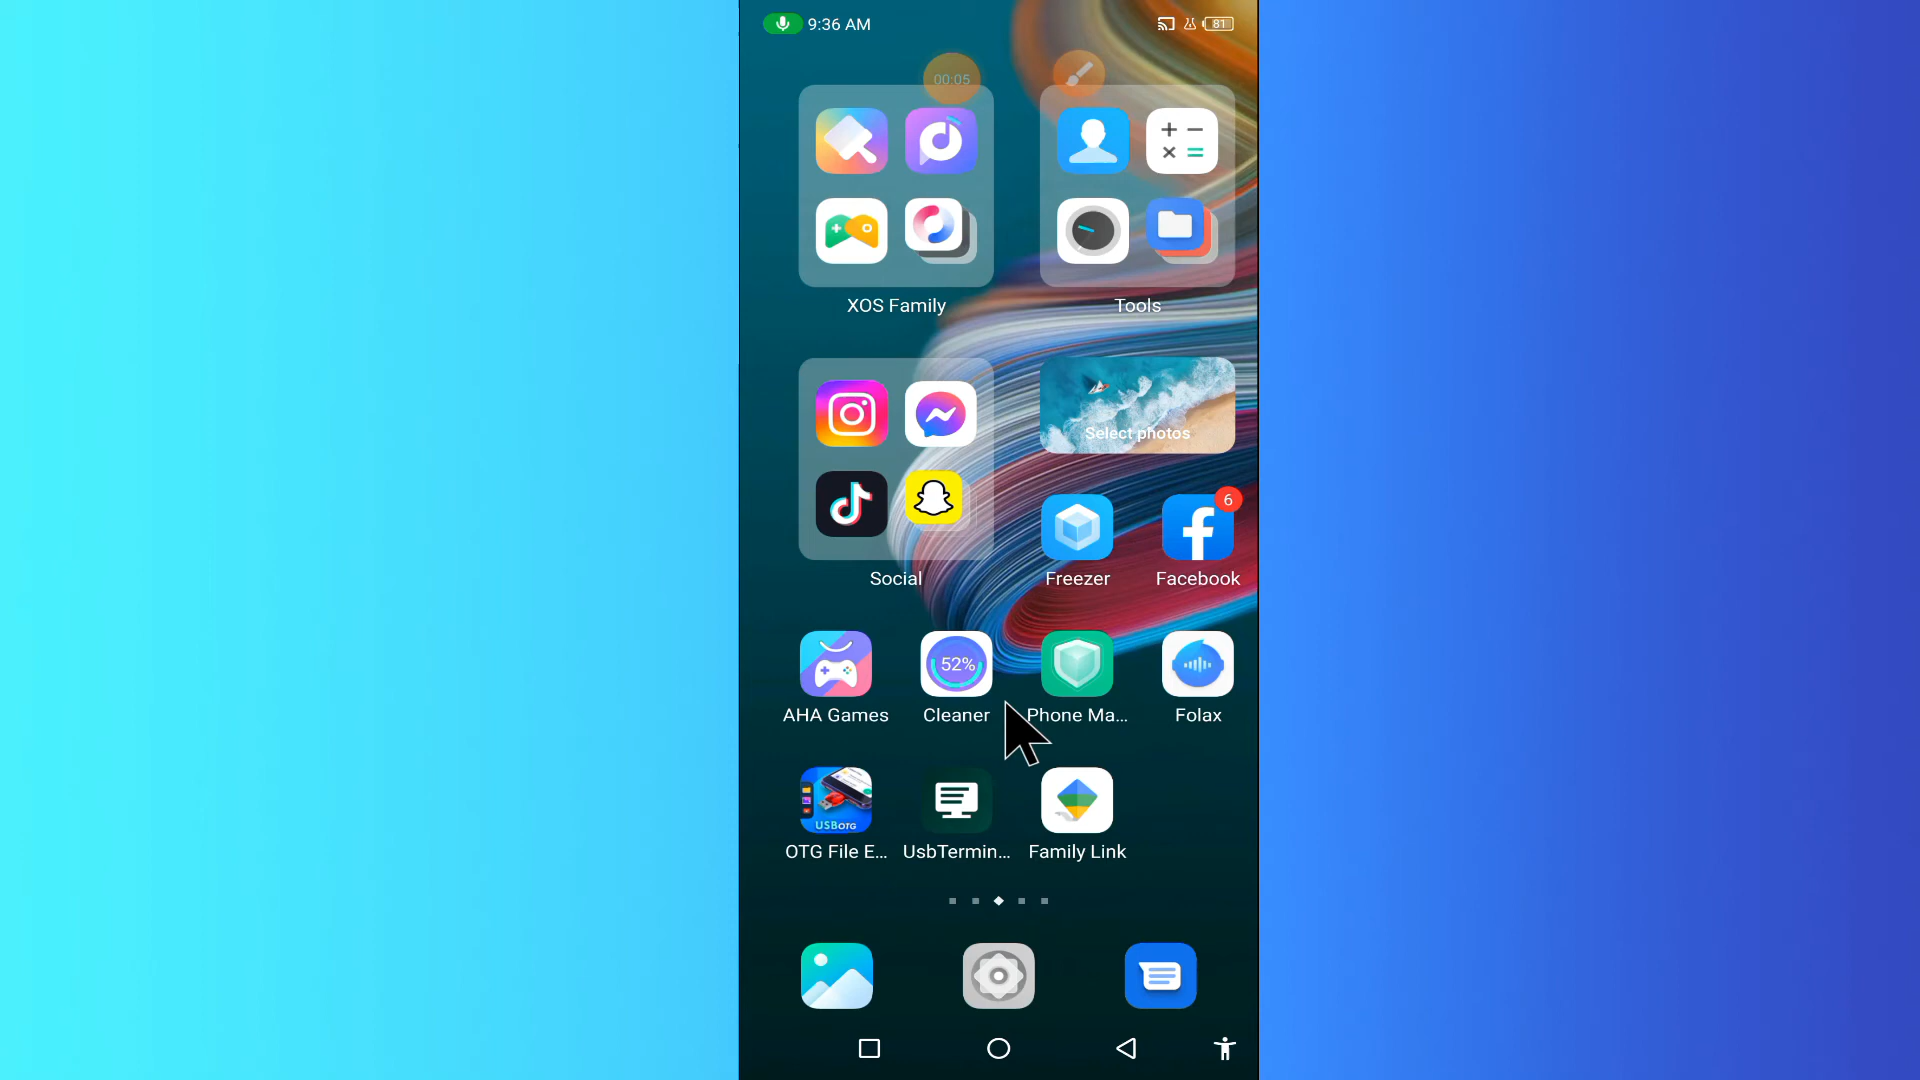 9:36 AM
81
00:05
XOS Family
Tools
Select photos
6
Social
Freezer
Facebook
52%
AHA Games
Cleaner
Phone Ma...
Folax
USBOTG
OTG File E...
UsbTermin...
Family Link